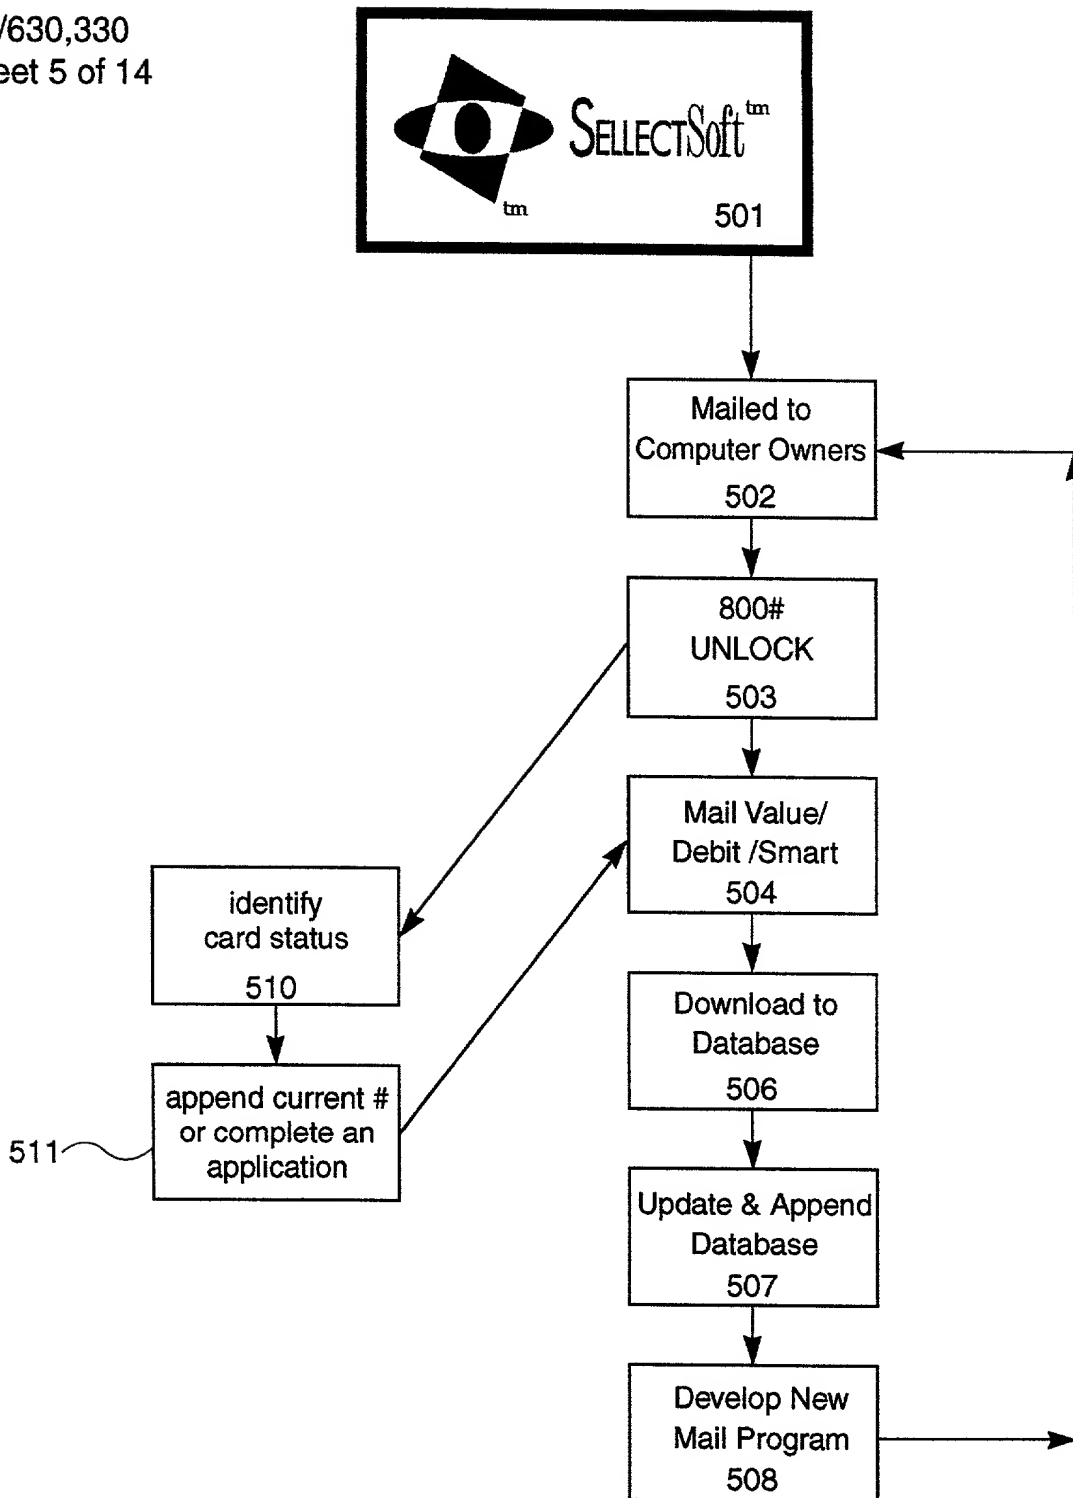 /630,330
eet 5 of 14
SELLECTSoft tm
tm
501
Mailed to
Computer Owners
502
800#
UNLOCK
503
Mail Value/
Debit /Smart
504
identify
card status
510
Download to
Database
506
append current #
or complete an
application
511
Update & Append
Database
507
Develop New
Mail Program
508